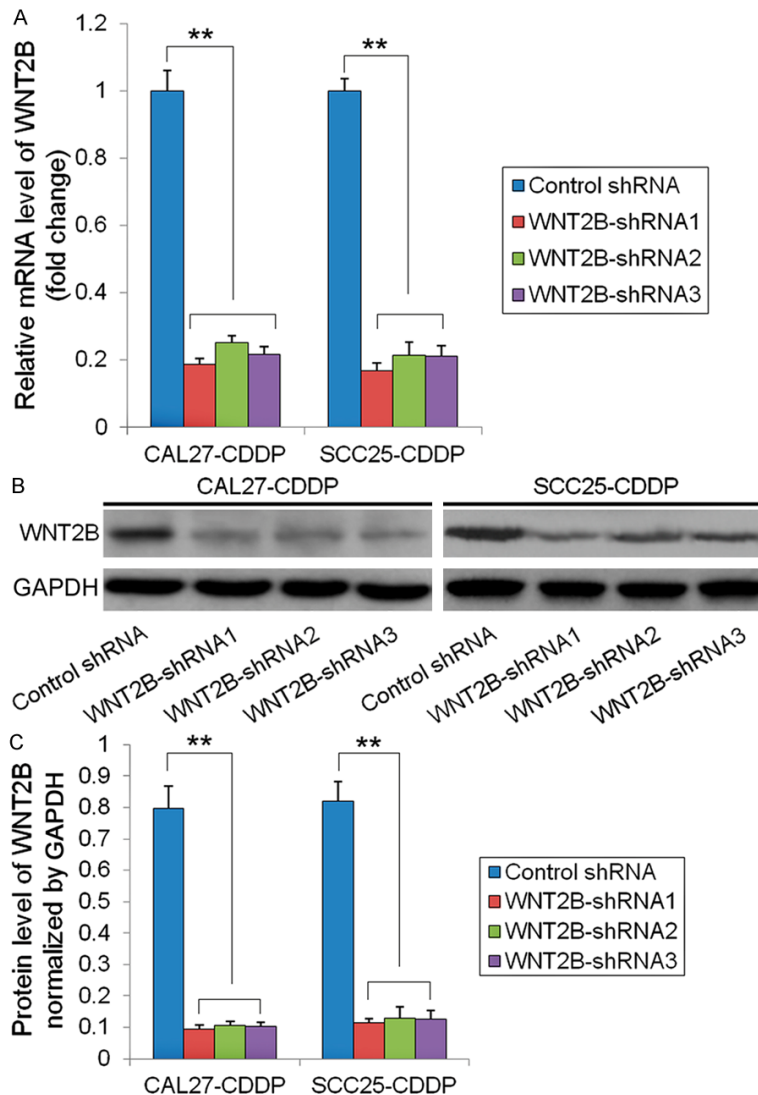 A
Relative mRNA level of WNT2B
(fold change)
1.2
1
0.8
0.6
0.4
0.2
0
**
**
CAL27-CDDP
SCC25-CDDP
Control shRNA
WNT2B-shRNA1
WNT2B-shRNA2
WNT2B-shRNA3
B
CAL27-CDDP
SCC25-CDDP
WNT2B
GAPDH
Control shRNA
WNT2B-shRNA1
WNT2B-shRNA2
WNT2B-shRNA3
Control shRNA
WNT2B-shRNA1
WNT2B-shRNA2
WNT2B-shRNA3
C
Protein level of WNT2B
normalized by GAPDH
1
0.9
0.8
0.7
0.6
0.5
0.4
0.3
0.2
0.1
0
**
**
CAL27-CDDP
SCC25-CDDP
Control shRNA
WNT2B-shRNA1
WNT2B-shRNA2
WNT2B-shRNA3